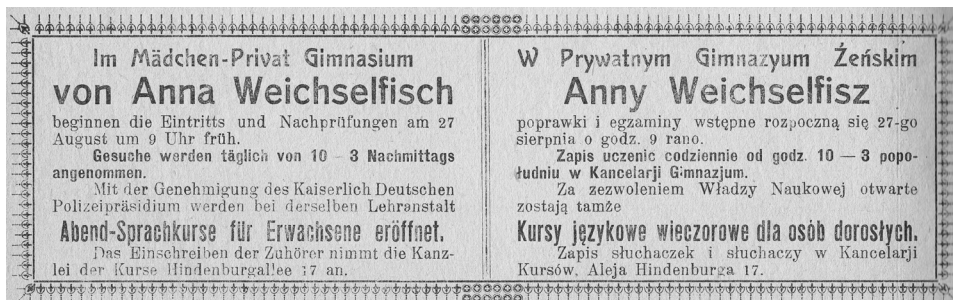 Im Mädchen-Privat Gimnasium
von Anna Weichselfisch
beginnen die Eintritts und Nachprüfungen am 27
August um 9 Uhr früh.
Gesuche werden täglich von 10 — 3 Nachmittags
angenommen.
Mit der Genehmigung des Kaiserlich Deutschen
Polizeipräsidium werden bei derselben Lehranstalt
Abend-Sprachkurse für Erwachsene eröffnet.
Das Einschreiben der Zuhörer nimmt die Kanz-
lei der Kurse Hindenburgallee 17 an.
W Prywatnym Gimnazyum Żeńskim
Anny Weichselfisz
poprawki i egzaminy wstępne rozpoczną się 27-go
sierpnia o godz. 9 rano.
Zapis uczenic codziennie od godz. 10 — 3 popo-
łudniu w Kancelarji Gimnazjum.
Za zezwoleniem Władzy Naukowej otwarte
zostają tamże
Kursy językowe wieczorowe dla osób dorosłych.
Zapis słuchaczek i słuchaczy w Kancelarji
Kursów, Aleja Hindenburga 17.